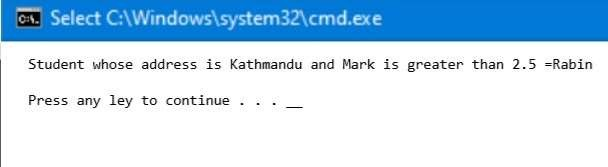 C:\. Select C:\Windows\system32\cmd.exe
Student whose address is Kathmandu and Mark is greater than 2.5 =Rabin
Press any ley to continue . . . __